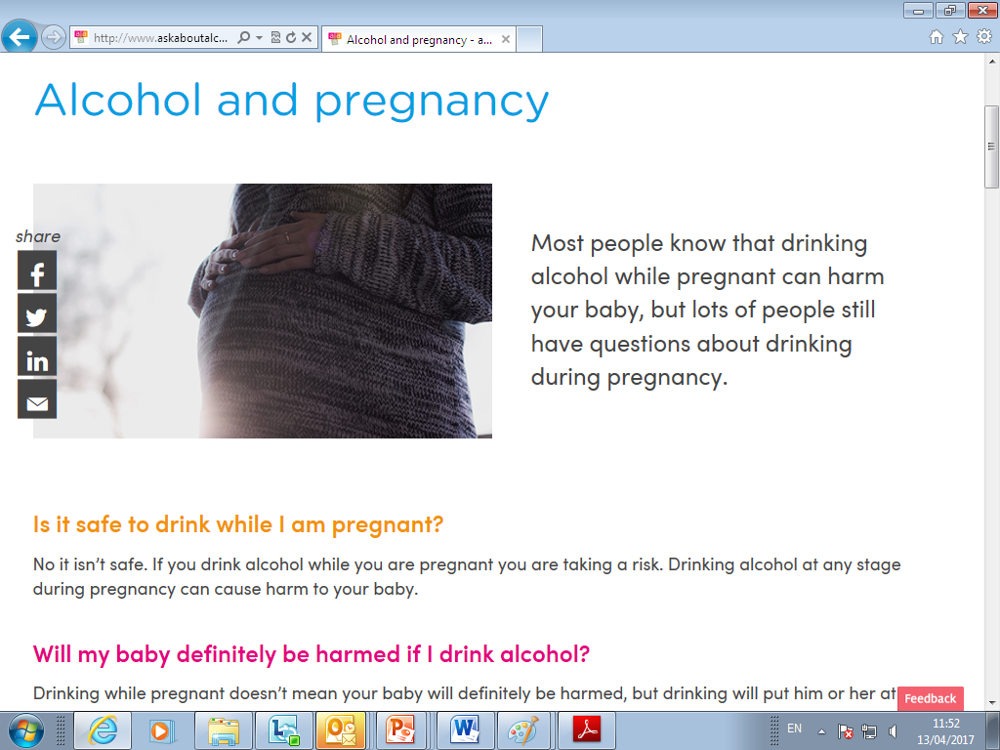 http://www.askaboutalc...
Alcohol and pregnancy - a...
Alcohol and pregnancy
share
Most people know that drinking
alcohol while pregnant can harm
your baby, but lots of people still
have questions about drinking
during pregnancy.
Is it safe to drink while I am pregnant?
No it isn't safe. If you drink alcohol while you are pregnant you are taking a risk. Drinking alcohol at any stage
during pregnancy can cause harm to your baby.
Will my baby definitely be harmed if I drink alcohol?
Drinking while pregnant doesn't mean your baby will definitely be harmed, but drinking will put him or her at
Feedback
EN
11:52
13/04/2017